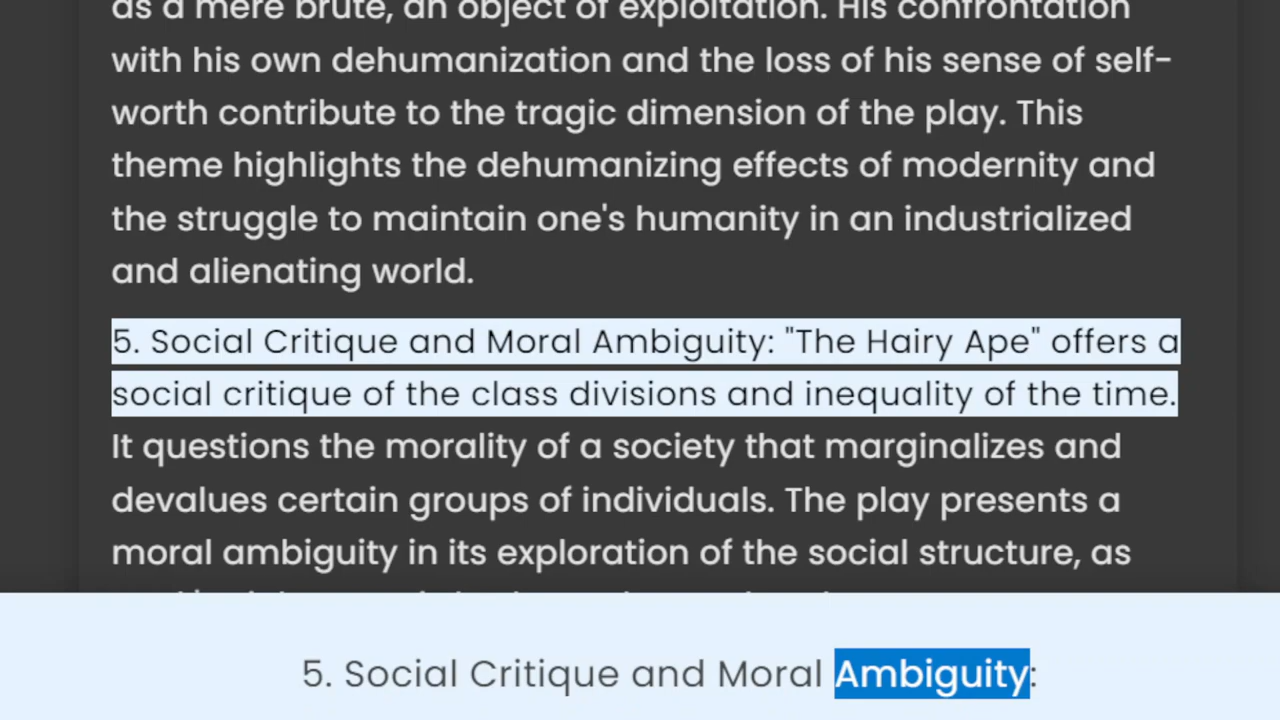 as a mere brute, an object of exploitation. His confrontation
with his own dehumanization and the loss of his sense of self-
worth contribute to the tragic dimension of the play. This
theme highlights the dehumanizing effects of modernity and
the struggle to maintain one's humanity in an industrialized
and alienating world.
5. Social Critique and Moral Ambiguity: "The Hairy Ape" offers a
social critique of the class divisions and inequality of the time.
It questions the morality of a society that marginalizes and
devalues certain groups of individuals. The play presents a
moral ambiguity in its exploration of the social structure, as
5. Social Critique and Moral Ambiguity: